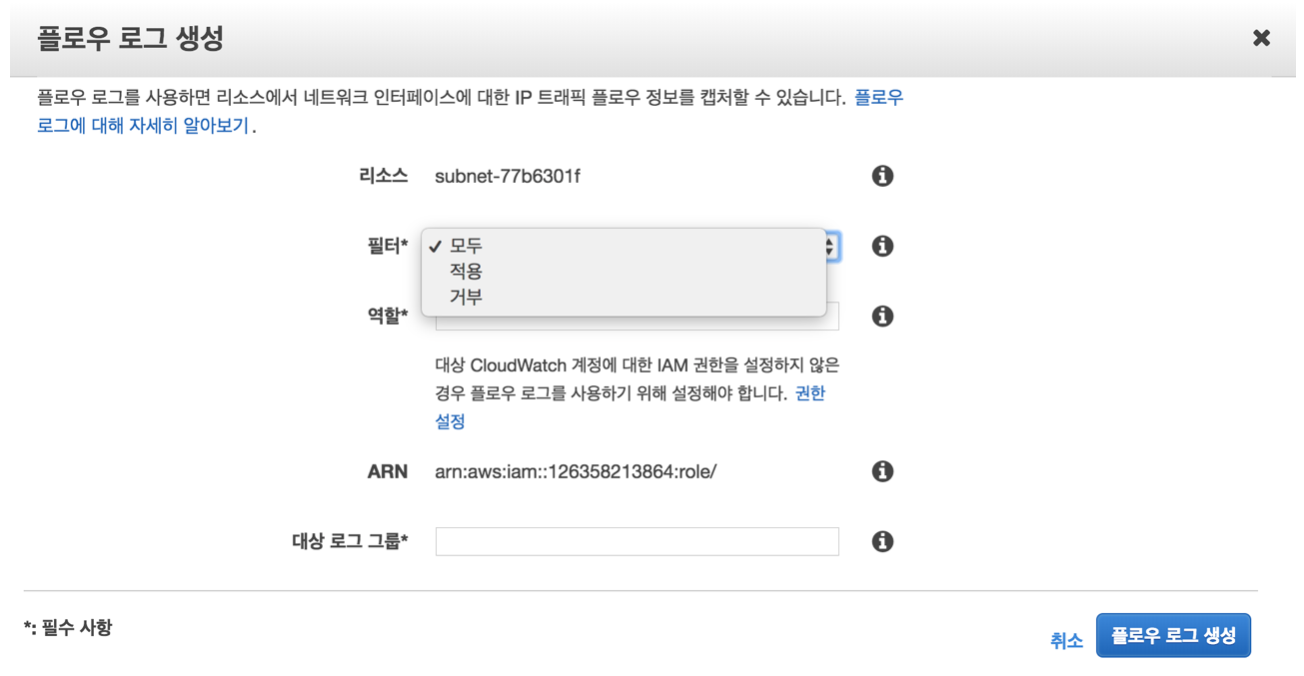 플로우 로그 생성
플로우 로그를 사용하면 리소스에서 네트워크 인터페이스에 대한 IP 트래픽 플로우 정보를 캡처할 수 있습니다. 플로우
로그에 대해 자세히 알아보기.
리소스 subnet-77b6301f
필터* ✓ 모두
적용
거부
역할*
대상 CloudWatch 계정에 대한 IAM 권한을 설정하지 않은
경우 플로우 로그를 사용하기 위해 설정해야 합니다. 권한
설정
ARN arn:aws:iam::126358213864:role/
대상 로그 그룹*
*: 필수 사항
취소 플로우 로그 생성